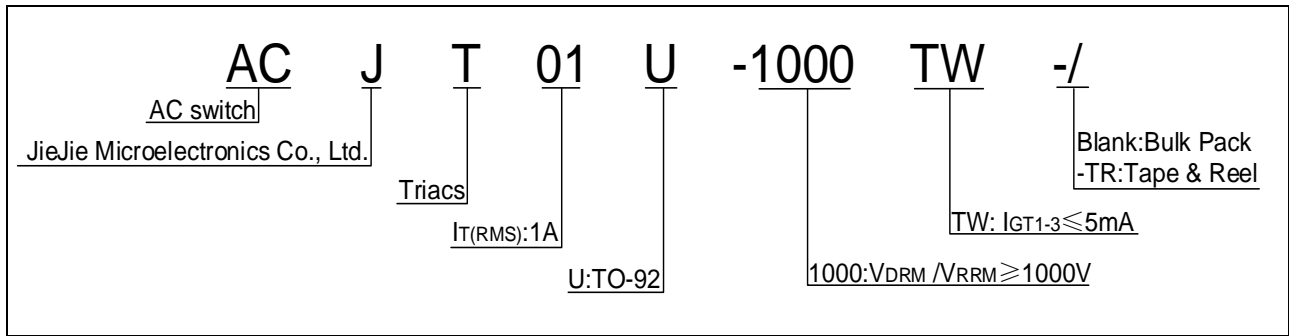 AC J T 01 U -1000 TW -/
AC switch
JieJie Microelectronics Co., Ltd.
Blank:Bulk Pack
-TR:Tape & Reel
Triacs
IT(RMS):1A
TW: IGT1-3≤5mA
U:TO-92
1000:VDRM /VRRM≥1000V